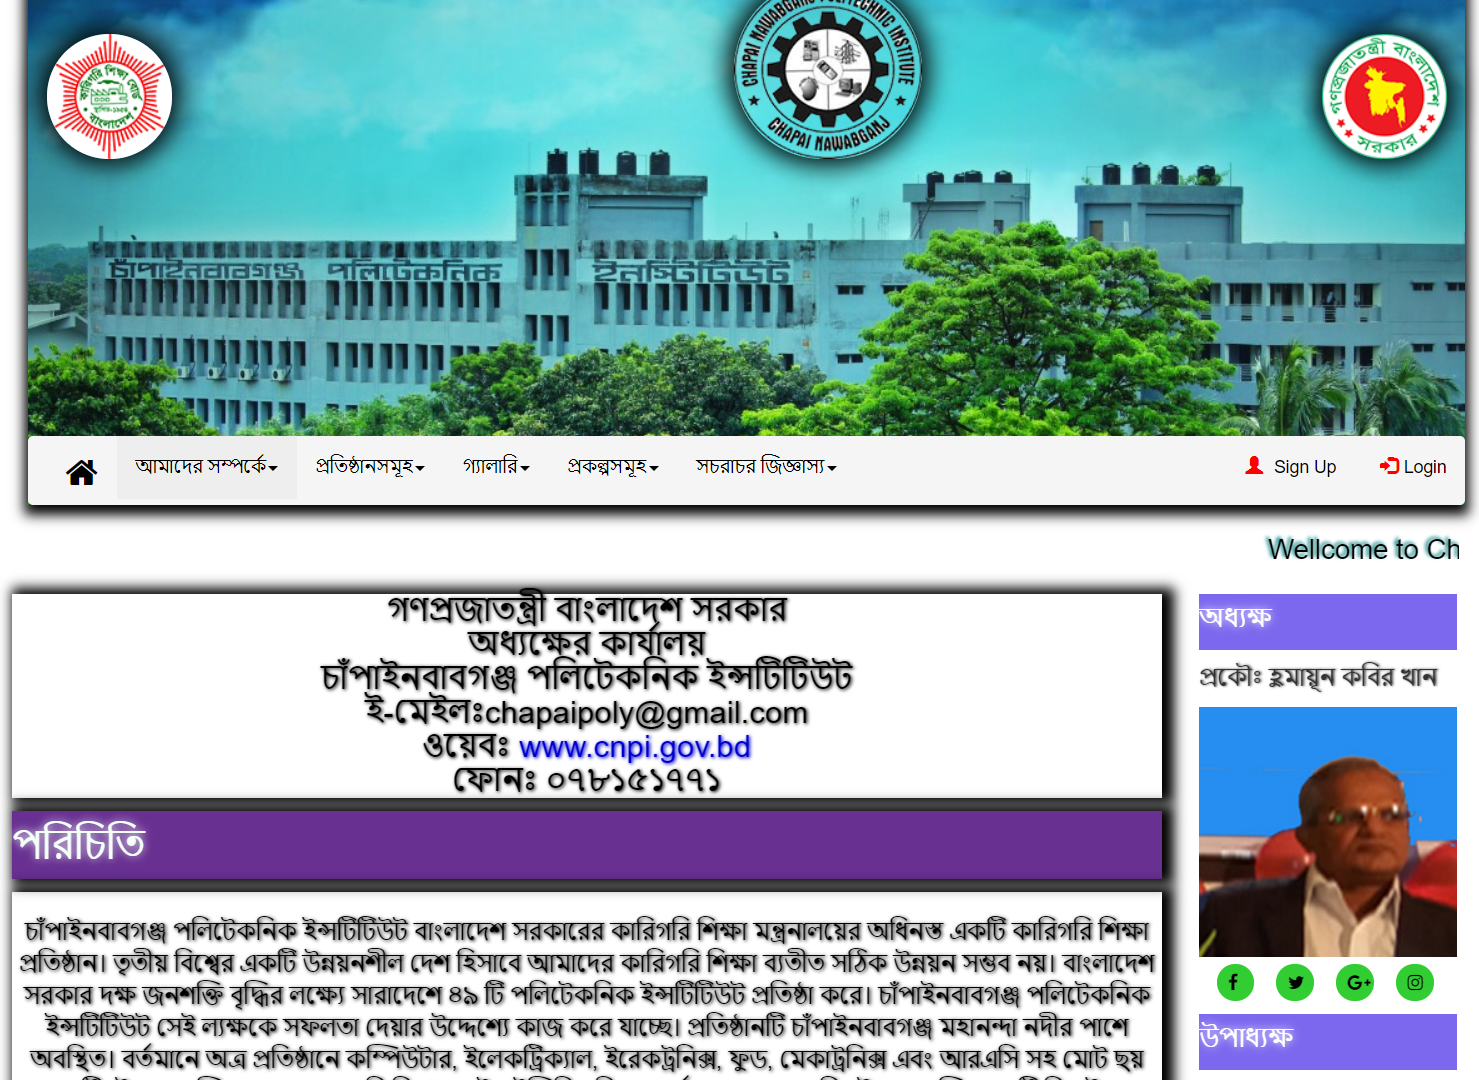 কারিগরি শিক্ষা বোর্ড
বাংলাদেশ
CHAPAI NAWABGANJ POLYTECHNIC INSTITUTE
CHAPAI NAWABGANJ
গণপ্রজাতন্ত্রী বাংলাদেশ
সরকার
চাঁপাইনবাবগঞ্জ পলিটেকনিক ইনস্টিটিউট
আমাদের সম্পর্কে প্রতিষ্ঠানসমূহ গ্যালারি প্রকল্পসমূহ সচরাচর জিজ্ঞাস্য Sign Up Login
Wellcome to Ch
গণপ্রজাতন্ত্রী বাংলাদেশ সরকার
অধ্যক্ষের কার্যালয়
চাঁপাইনবাবগঞ্জ পলিটেকনিক ইন্সটিটিউট
ই-মেইলঃchapaipoly@gmail.com
ওয়েবঃ www.cnpi.gov.bd
ফোনঃ ০৭৮১৫১৭৭১
পরিচিতি
চাঁপাইনবাবগঞ্জ পলিটেকনিক ইন্সটিটিউট বাংলাদেশ সরকারের কারিগরি শিক্ষা মন্ত্রনালয়ের অধিনস্ত একটি কারিগরি শিক্ষা
প্রতিষ্ঠান। তৃতীয় বিশ্বের একটি উন্নয়নশীল দেশ হিসাবে আমাদের কারিগরি শিক্ষা ব্যতীত সঠিক উন্নয়ন সম্ভব নয়। বাংলাদেশ
সরকার দক্ষ জনশক্তি বৃদ্ধির লক্ষ্যে সারাদেশে ৪৯ টি পলিটেকনিক ইন্সটিটিউট প্রতিষ্ঠা করে। চাঁপাইনবাবগঞ্জ পলিটেকনিক
ইন্সটিটিউট সেই ল্যক্ষকে সফলতা দেয়ার উদ্দেশ্যে কাজ করে যাচ্ছে। প্রতিষ্ঠানটি চাঁপাইনবাবগঞ্জ মহানন্দা নদীর পাশে
অবস্থিত। বর্তমানে অত্র প্রতিষ্ঠানে কম্পিউটার, ইলেকট্রিক্যাল, ইরেকট্রনিক্স, ফুড, মেকাট্রনিক্স এবং আরএসি সহ মোট ছয়
অধ্যক্ষ
প্রকৌঃ হুমায়ূন কবির খান
উপাধ্যক্ষ